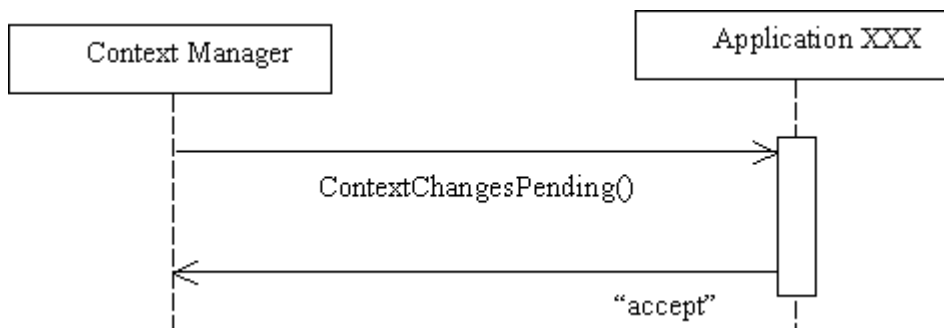 Context Manager
Application XXX
ContextChangesPending()
“accept”